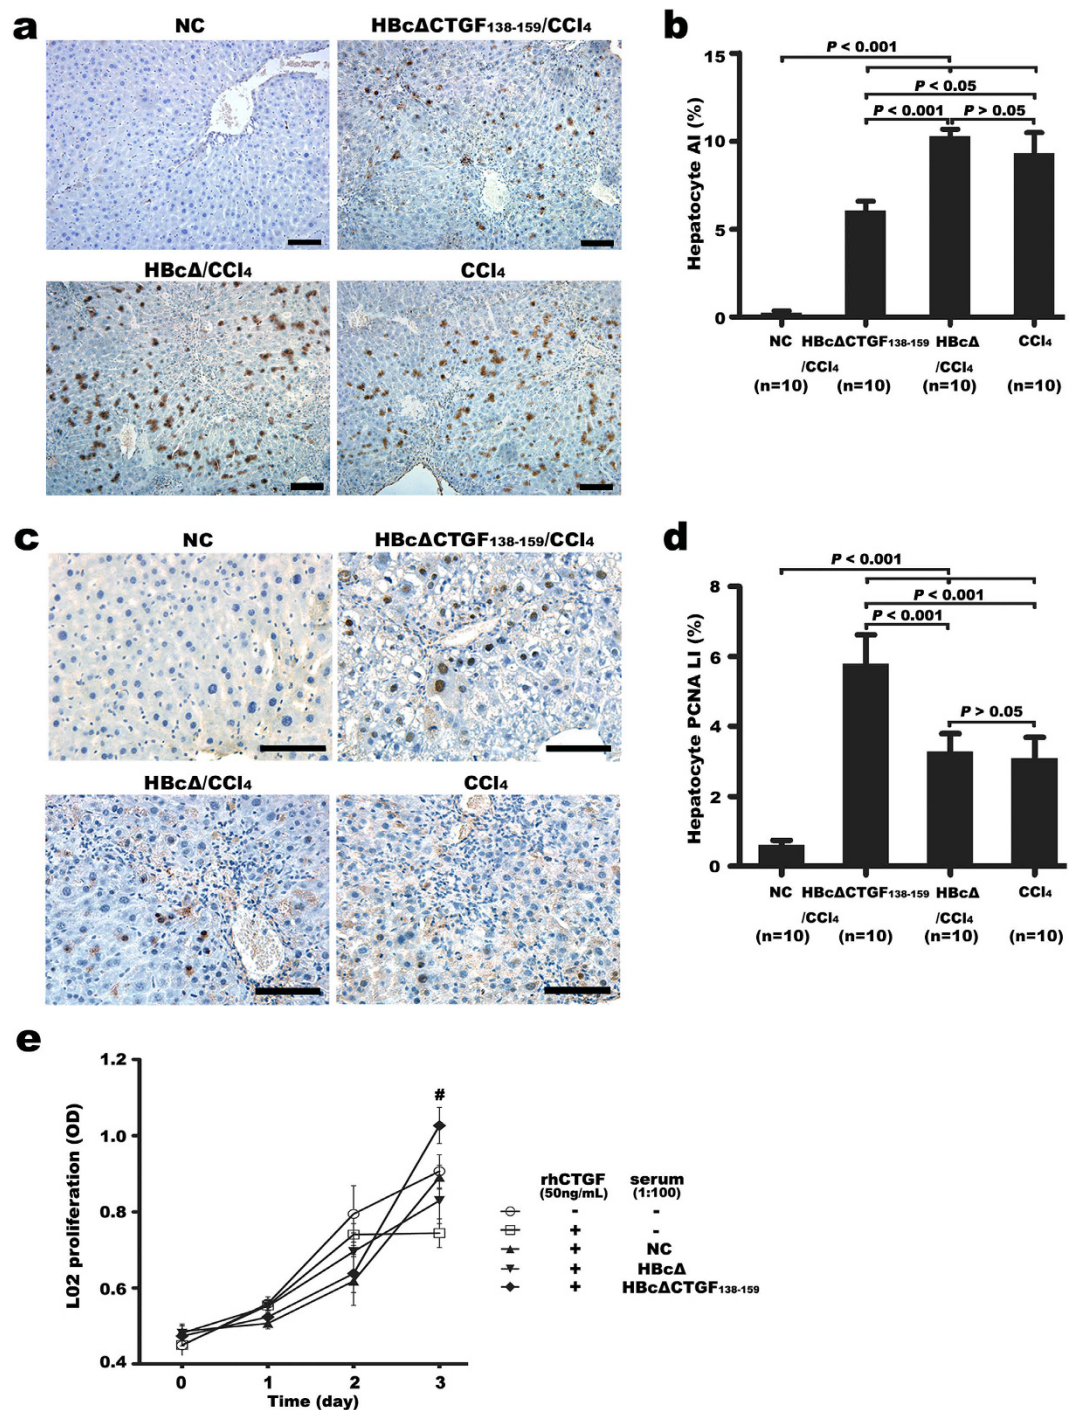 a
NC
HBcΔCTGF138-159/CCl4
HBcΔ/CCl4
CCl4
b
Hepatocyte AI (%)
15
10
5
0
P < 0.001
P < 0.05
P < 0.001
P > 0.05
NC
HBcΔCTGF138-159
/CCl4
HBcΔ
/CCl4
CCl4
(n=10)
(n=10)
(n=10)
(n=10)
c
NC
HBcΔCTGF138-159/CCl4
HBcΔ/CCl4
CCl4
d
Hepatocyte PCNA LI (%)
8
6
4
2
0
P < 0.001
P < 0.001
P < 0.001
P > 0.05
NC
HBcΔCTGF138-159
/CCl4
HBcΔ
/CCl4
CCl4
(n=10)
(n=10)
(n=10)
(n=10)
e
L02 proliferation (OD)
1.2
1.0
0.8
0.6
0.4
#
0 1 2 3
Time (day)
rhCTGF serum
(50ng/mL) (1:100)
- -
+ -
+ NC
+ HBcΔ
+ HBcΔCTGF138-159